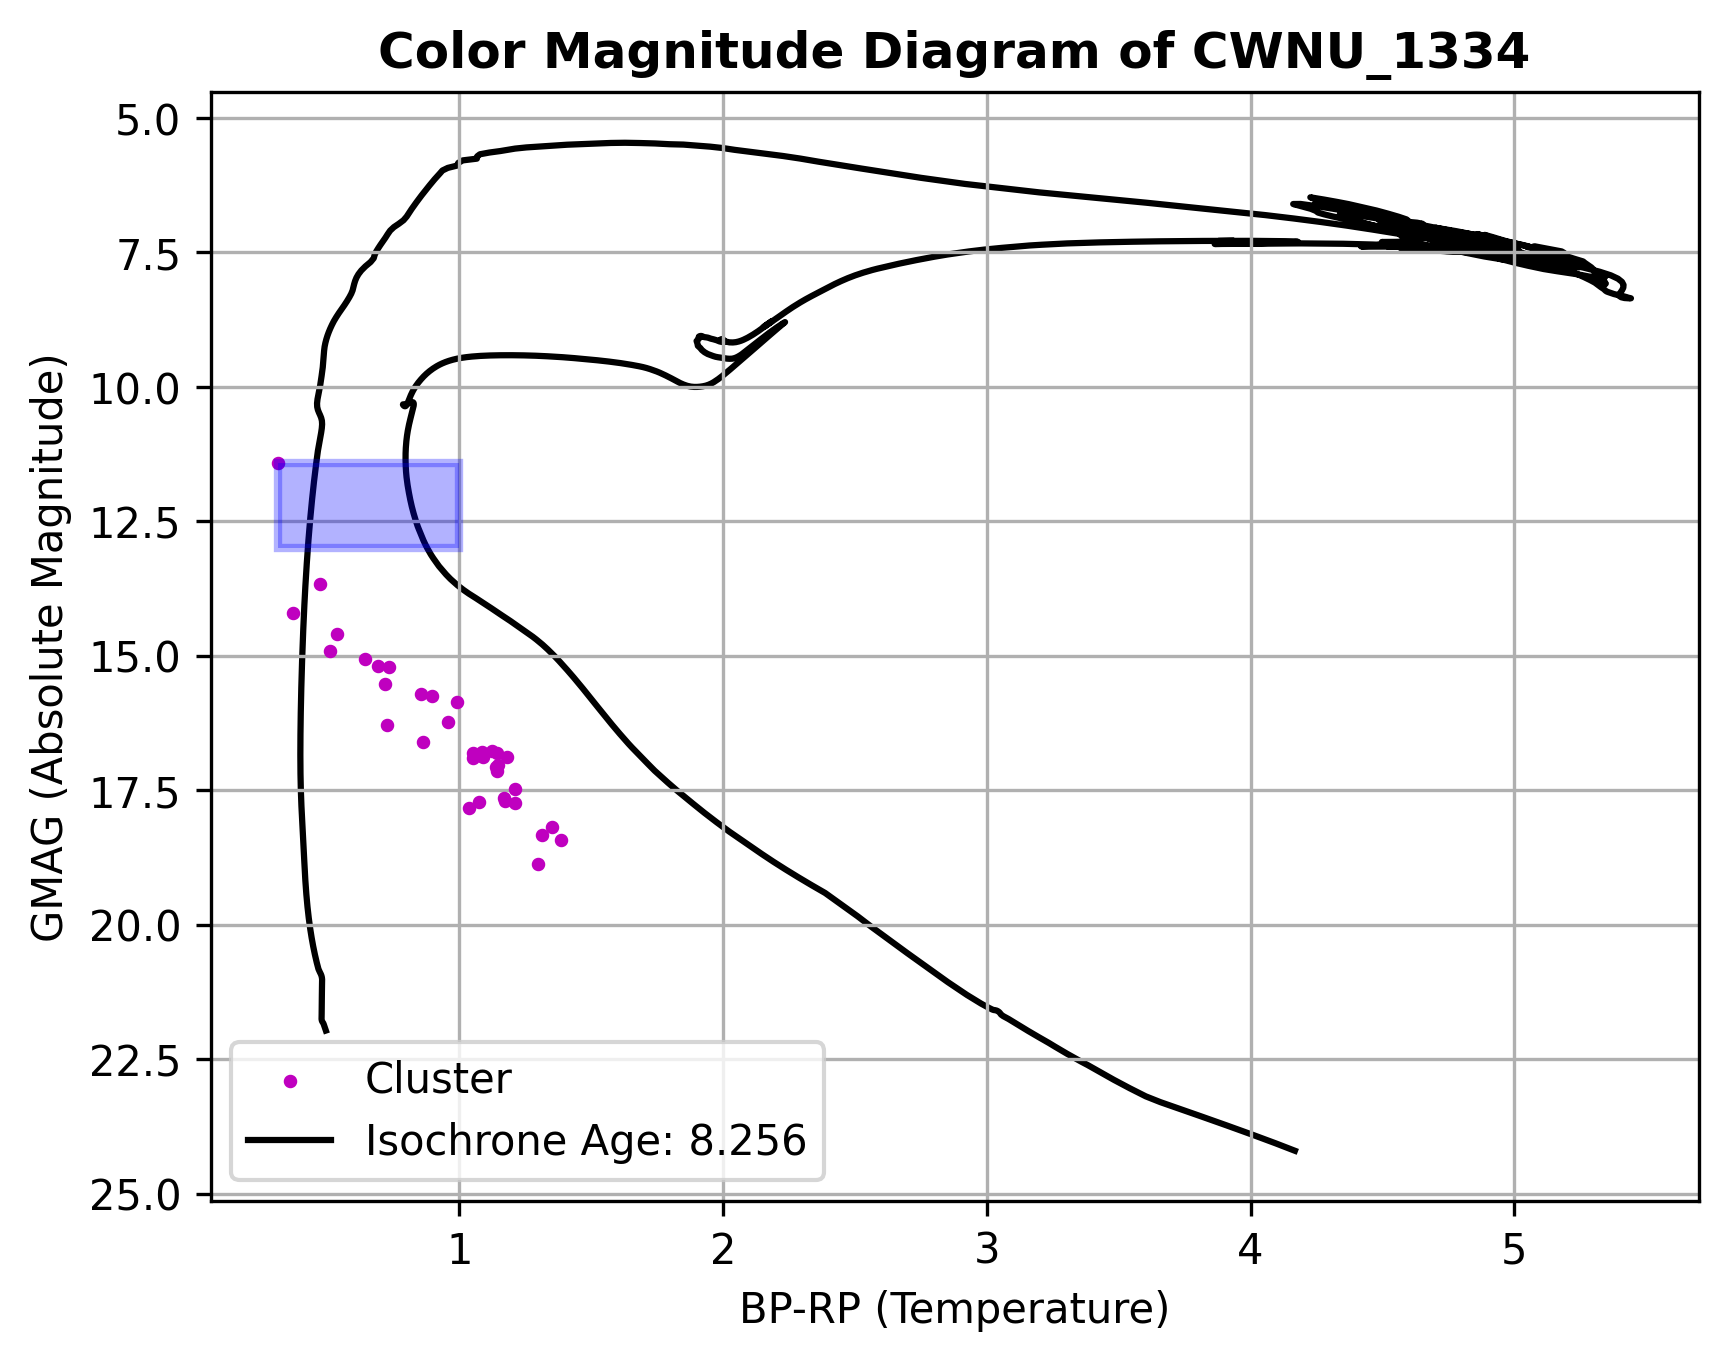 Color Magnitude Diagram of CWNU_1334
GMAG (Absolute Magnitude)
5.0
7.5
10.0
12.5
15.0
17.5
20.0
22.5
25.0
Cluster
Isochrone Age: 8.256
1 2 3 4 5
BP-RP (Temperature)